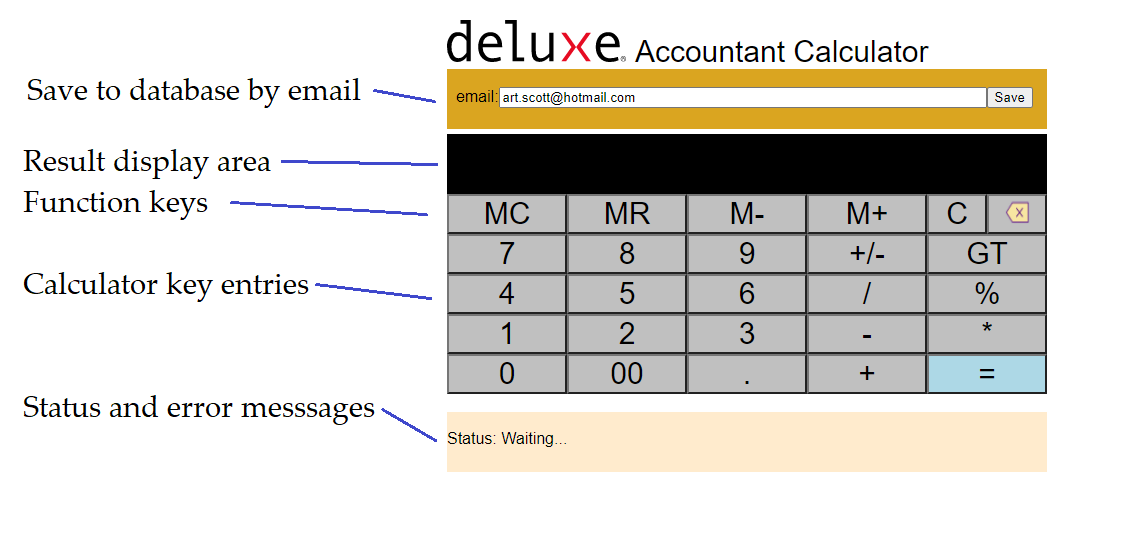 deluxe® Accountant Calculator
Save to database by email
email: art.scott@hotmail.com Save
Result display area
Function keys
MC MR M- M+ C x
7 8 9 +/- GT
Calculator key entries
4 5 6 / %
1 2 3 - *
0 00 . + =
Status and error messsages
Status: Waiting...